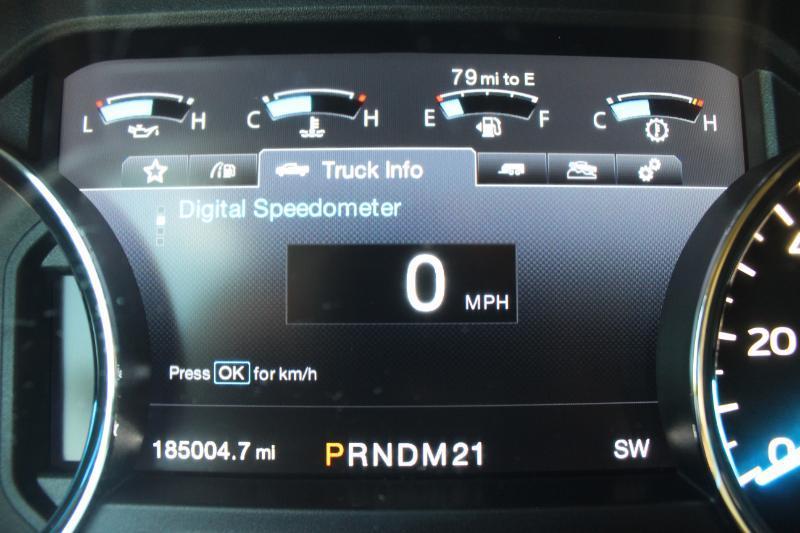 79 mi to E
L H C H E F C H
Truck Info
Digital Speedometer
0 MPH
Press OK for km/h
20
0
185004.7 mi PRNDM21 SW